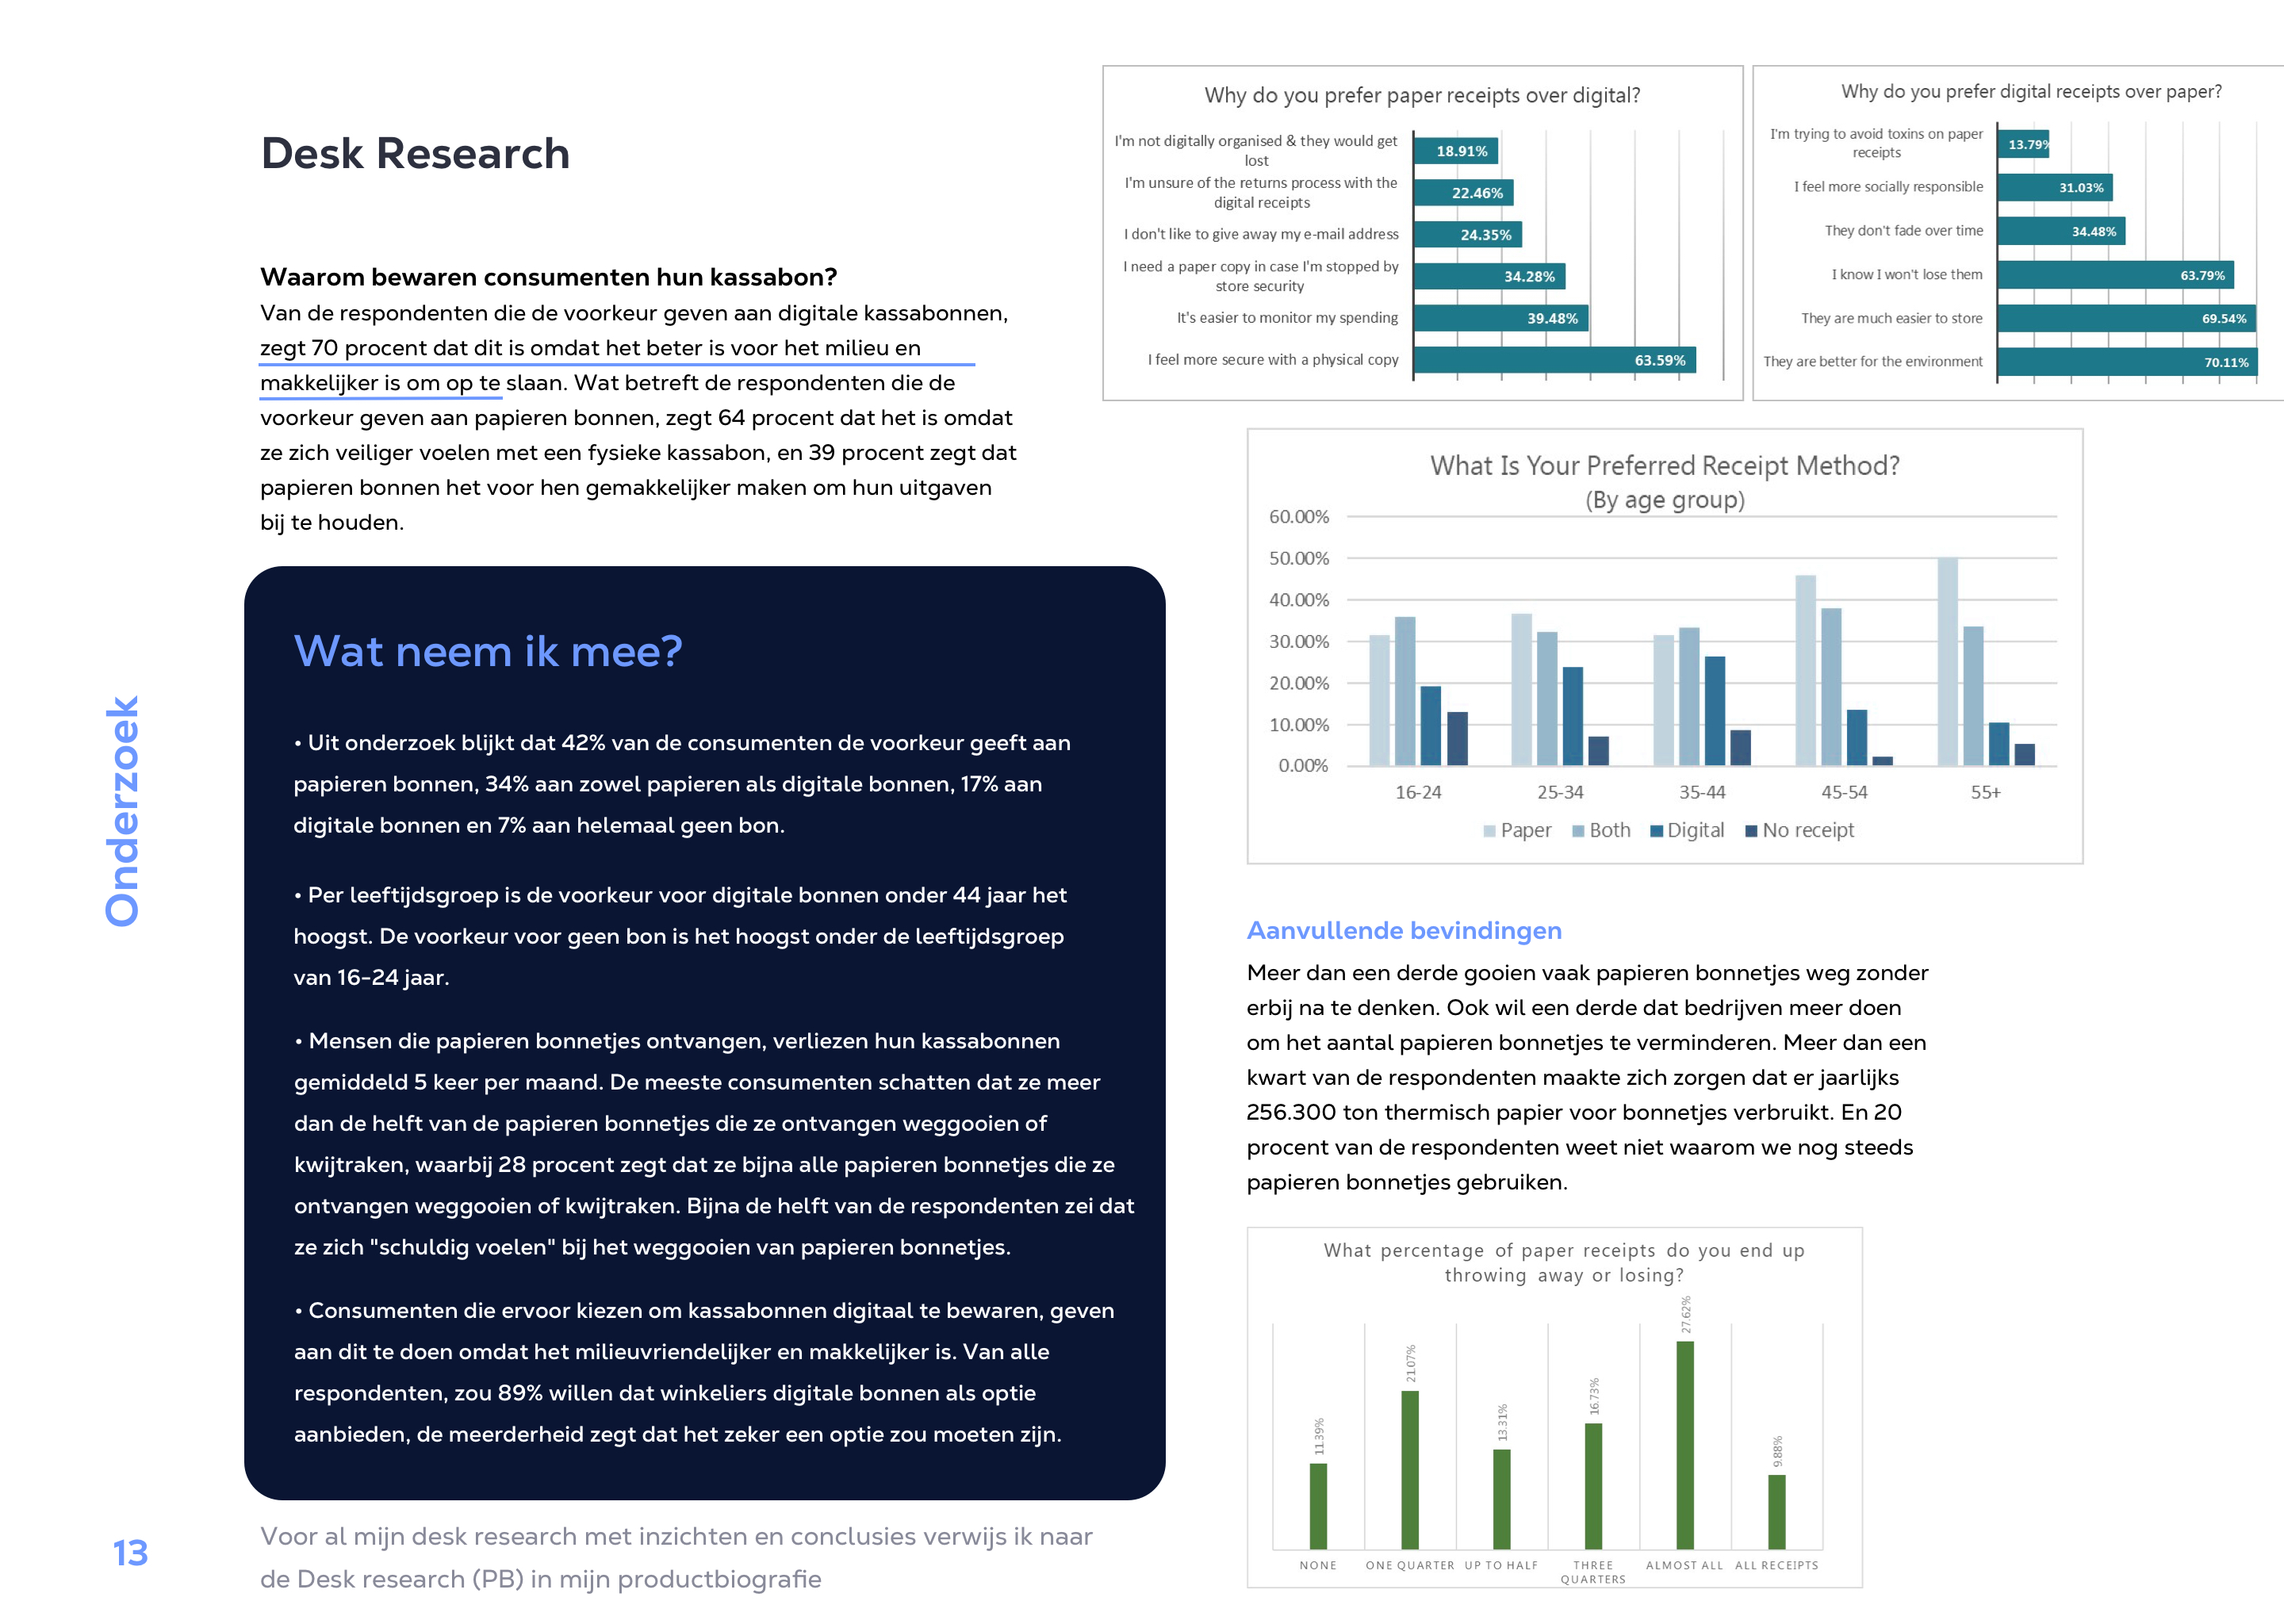 Desk Research
Waarom bewaren consumenten hun kassabon?
Van de respondenten die de voorkeur geven aan digitale kassabonnen,
zegt 70 procent dat dit is omdat het beter is voor het milieu en
makkelijker is om op te slaan. Wat betreft de respondenten die de
voorkeur geven aan papieren bonnen, zegt 64 procent dat het is omdat
ze zich veiliger voelen met een fysieke kassabon, en 39 procent zegt dat
papieren bonnen het voor hen gemakkelijker maken om hun uitgaven
bij te houden.
Wat neem ik mee?
• Uit onderzoek blijkt dat 42% van de consumenten de voorkeur geeft aan
papieren bonnen, 34% aan zowel papieren als digitale bonnen, 17% aan
digitale bonnen en 7% aan helemaal geen bon.
• Per leeftijdsgroep is de voorkeur voor digitale bonnen onder 44 jaar het
hoogst. De voorkeur voor geen bon is het hoogst onder de leeftijdsgroep
van 16-24 jaar.
• Mensen die papieren bonnetjes ontvangen, verliezen hun kassabonnen
gemiddeld 5 keer per maand. De meeste consumenten schatten dat ze meer
dan de helft van de papieren bonnetjes die ze ontvangen weggooien of
kwijtraken, waarbij 28 procent zegt dat ze bijna alle papieren bonnetjes die ze
ontvangen weggooien of kwijtraken. Bijna de helft van de respondenten zei dat
ze zich "schuldig voelen" bij het weggooien van papieren bonnetjes.
• Consumenten die ervoor kiezen om kassabonnen digitaal te bewaren, geven
aan dit te doen omdat het milieuvriendelijker en makkelijker is. Van alle
respondenten, zou 89% willen dat winkeliers digitale bonnen als optie
aanbieden, de meerderheid zegt dat het zeker een optie zou moeten zijn.
Voor al mijn desk research met inzichten en conclusies verwijs ik naar
de Desk research (PB) in mijn productbiografie
Onderzoek
13
Why do you prefer paper receipts over digital?
I'm not digitally organised & they would get
lost
18.91%
I'm unsure of the returns process with the
digital receipts
22.46%
I don't like to give away my e-mail address
24.35%
I need a paper copy in case I'm stopped by
store security
34.28%
It's easier to monitor my spending
39.48%
I feel more secure with a physical copy
63.59%
Why do you prefer digital receipts over paper?
I'm trying to avoid toxins on paper
receipts
13.79%
I feel more socially responsible
31.03%
They don't fade over time
34.48%
I know I won't lose them
63.79%
They are much easier to store
69.54%
They are better for the environment
70.11%
What Is Your Preferred Receipt Method?
(By age group)
60.00%
50.00%
40.00%
30.00%
20.00%
10.00%
0.00%
16-24 25-34 35-44 45-54 55+
Paper Both Digital No receipt
Aanvullende bevindingen
Meer dan een derde gooien vaak papieren bonnetjes weg zonder
erbij na te denken. Ook wil een derde dat bedrijven meer doen
om het aantal papieren bonnetjes te verminderen. Meer dan een
kwart van de respondenten maakte zich zorgen dat er jaarlijks
256.300 ton thermisch papier voor bonnetjes verbruikt. En 20
procent van de respondenten weet niet waarom we nog steeds
papieren bonnetjes gebruiken.
What percentage of paper receipts do you end up
throwing away or losing?
11.39% 21.07% 13.31% 16.73% 27.62% 9.88%
NONE ONE QUARTER UP TO HALF THREE QUARTERS ALMOST ALL ALL RECEIPTS